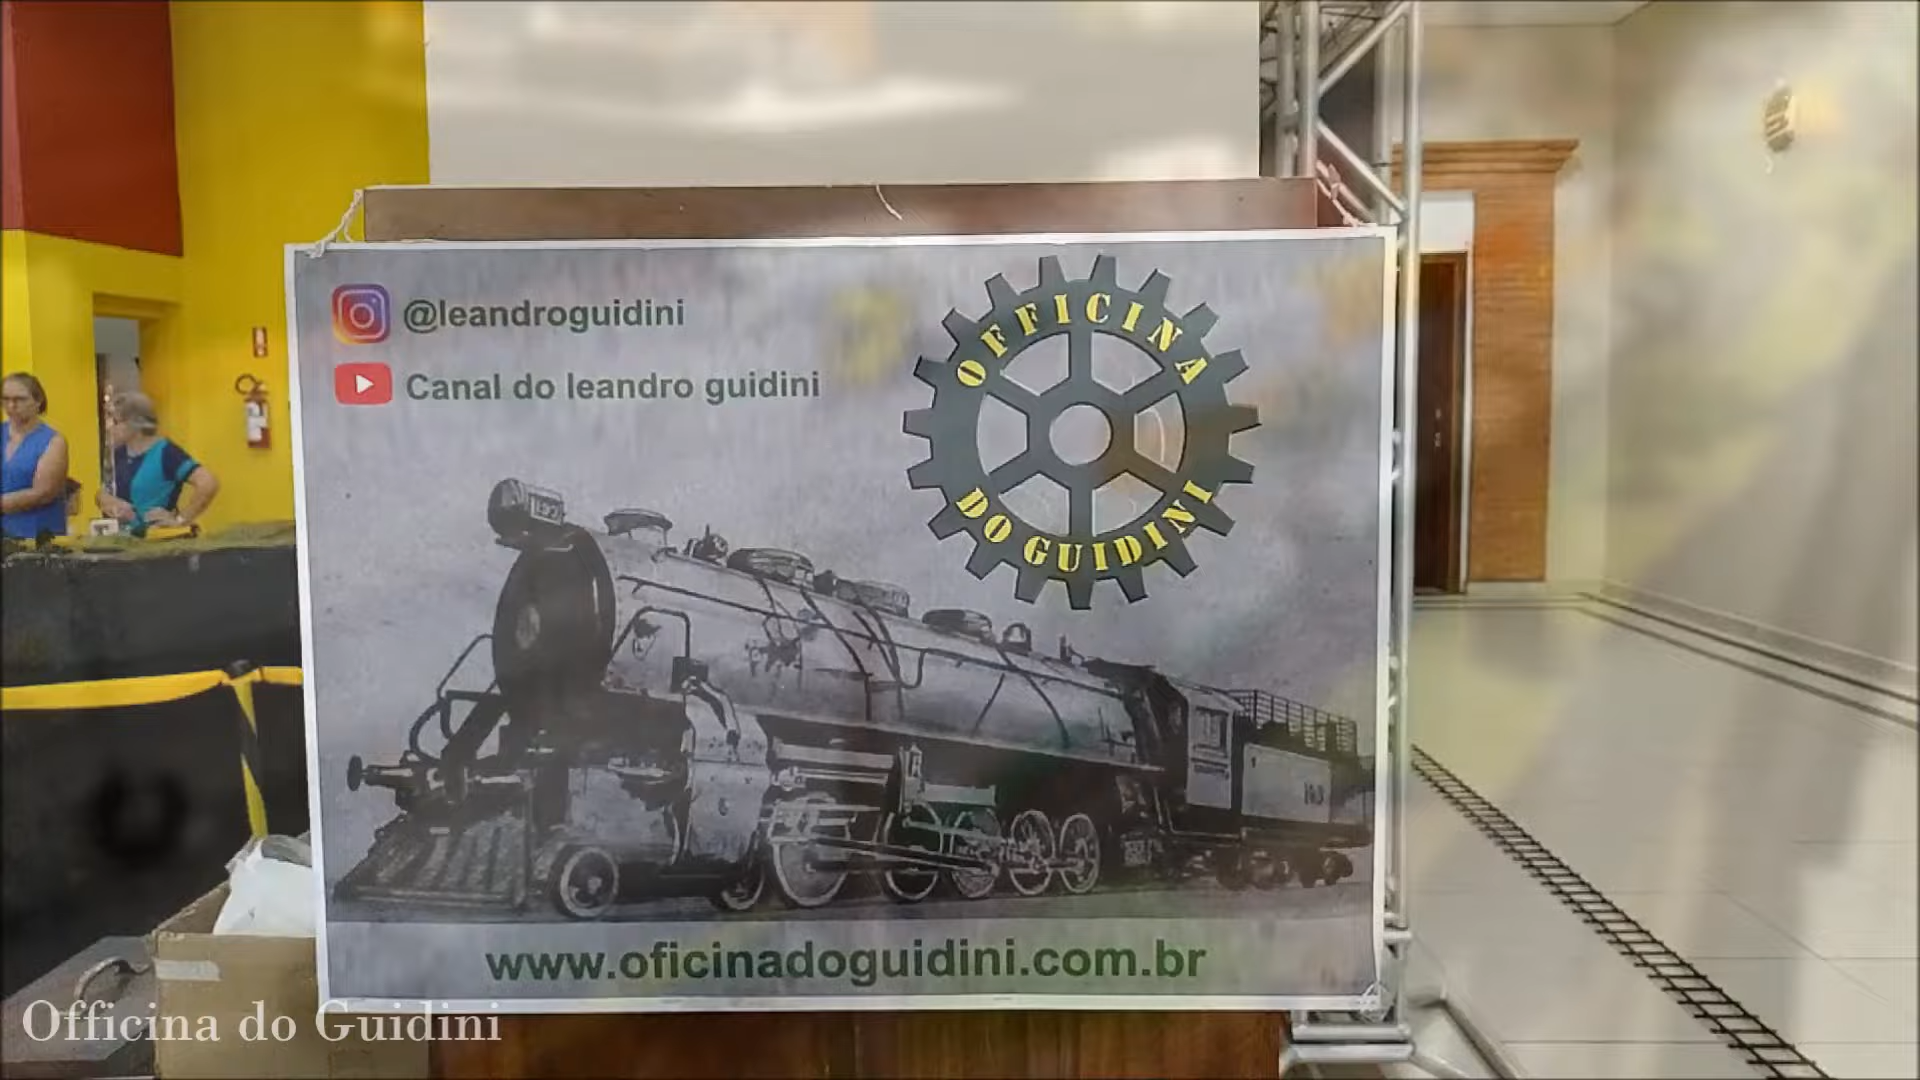 @leandroguidini
Canal do leandro guidini
OFFICINA
DO GUIDINI
www.oficinadoguidini.com.br
Officina do Guidini